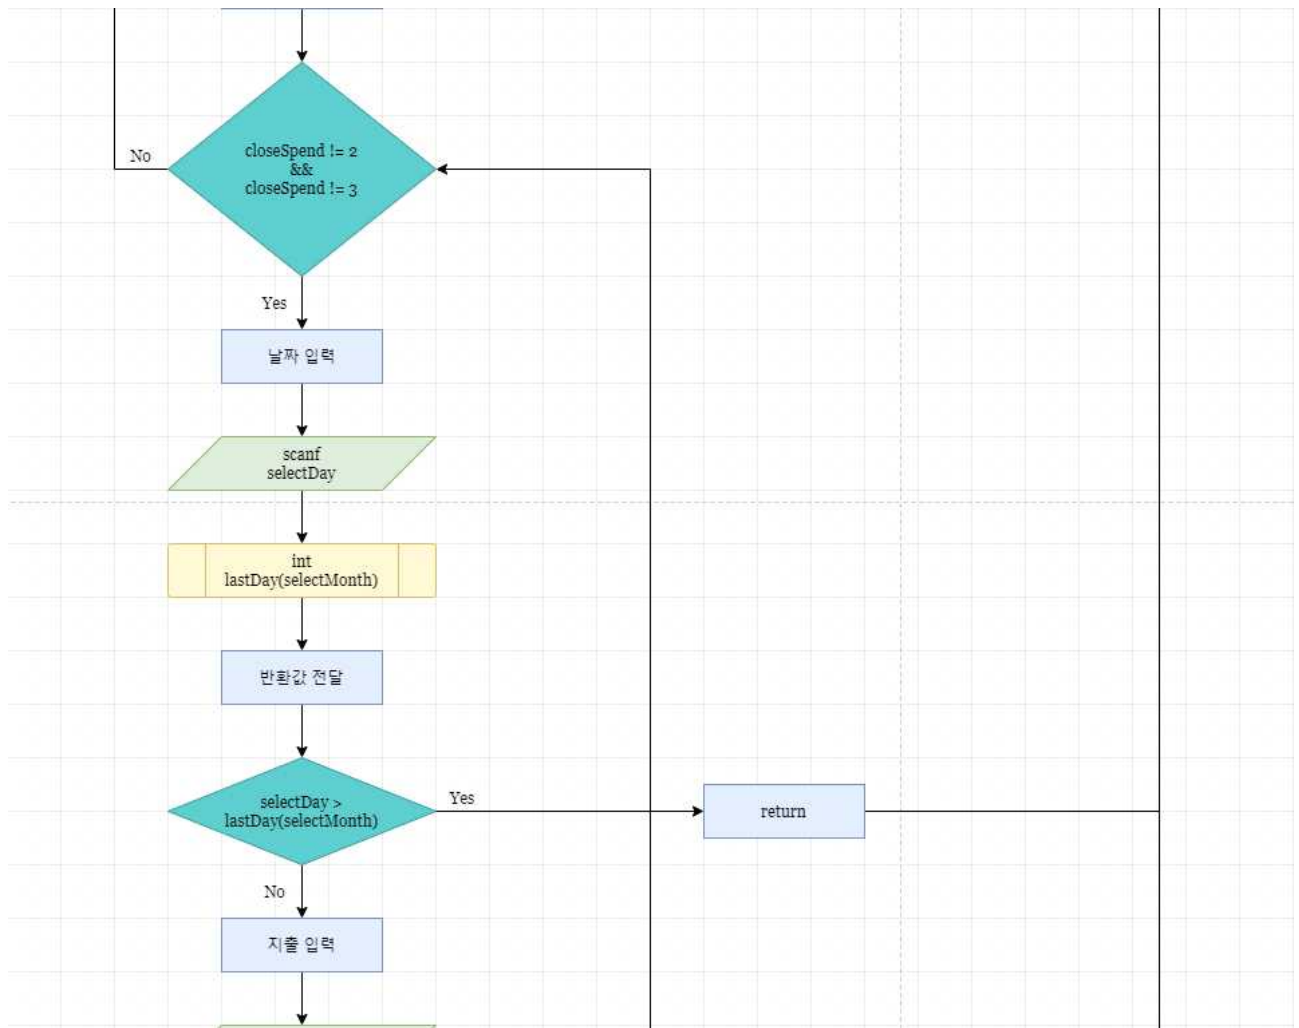 closeSpend != 2
&&
closeSpend != 3
No
Yes
날짜 입력
scanf
selectDay
int
lastDay(selectMonth)
반환값 전달
selectDay >
lastDay(selectMonth)
Yes
return
No
지출 입력